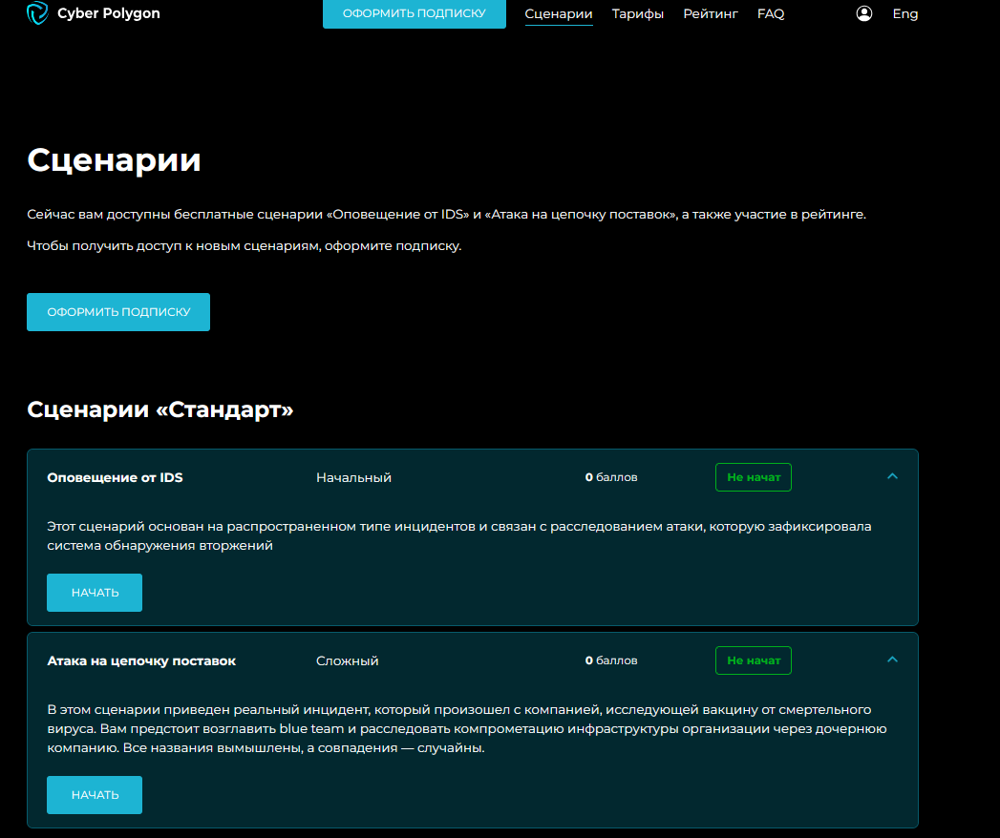 Cyber Polygon
ОФОРМИТЬ ПОДПИСКУ
Сценарии
Тарифы
Рейтинг
FAQ
Eng
Сценарии
Сейчас вам доступны бесплатные сценарии «Оповещение от IDS» и «Атака на цепочку поставок», а также участие в рейтинге.
Чтобы получить доступ к новым сценариям, оформите подписку.
ОФОРМИТЬ ПОДПИСКУ
Сценарии «Стандарт»
Оповещение от IDS
Начальный
0 баллов
Не начат
Этот сценарий основан на распространенном типе инцидентов и связан с расследованием атаки, которую зафиксировала
система обнаружения вторжений
НАЧАТЬ
Атака на цепочку поставок
Сложный
0 баллов
Не начат
В этом сценарии приведен реальный инцидент, который произошел с компанией, исследующей вакцину от смертельного
вируса. Вам предстоит возглавить blue team и расследовать компрометацию инфраструктуры организации через дочернюю
компанию. Все названия вымышлены, а совпадения — случайны.
НАЧАТЬ